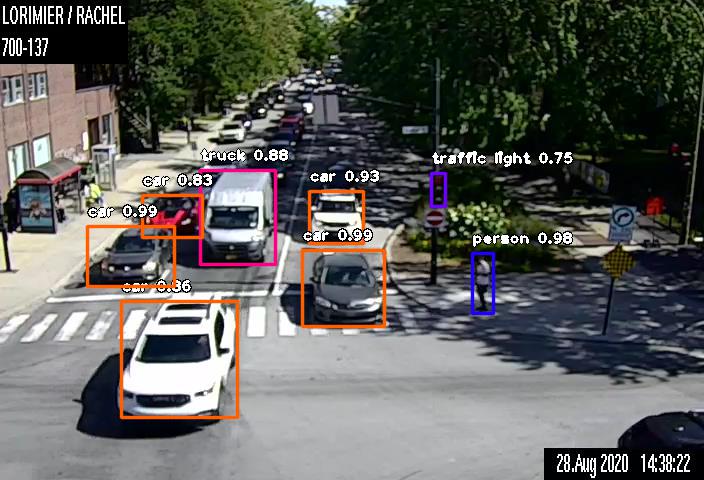 LORIMIER / RACHEL
700-137
truck 0.88
traffic light 0.75
car 0.83
car 0.93
car 0.99
car 0.99
person 0.98
car 0.86
28.Aug 2020 14:38:22